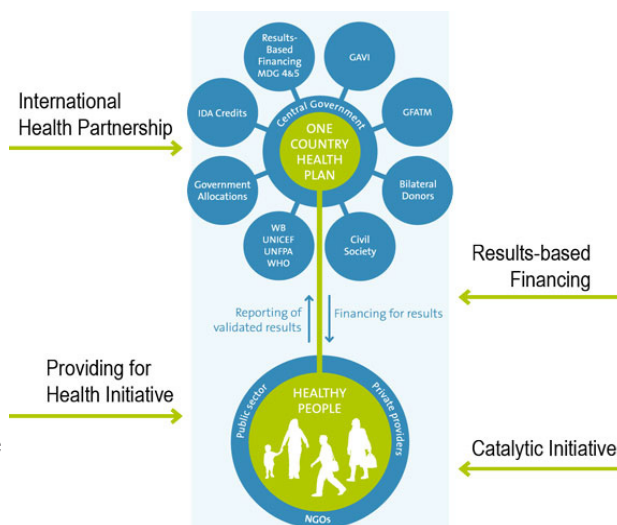 Results-
Based
Financing
MDG 4&5
GAVI
IDA Credits
Central Government
GFATM
International
Health Partnership
ONE
COUNTRY
HEALTH
PLAN
Government
Allocations
Bilateral
Donors
WB
UNICEF
UNFPA
WHO
Civil
Society
Results-based
Financing
Reporting of
validated results
Financing for results
Providing for
Health Initiative
Public sector
HEALTHY
PEOPLE
Private providers
Catalytic Initiative
NGOs